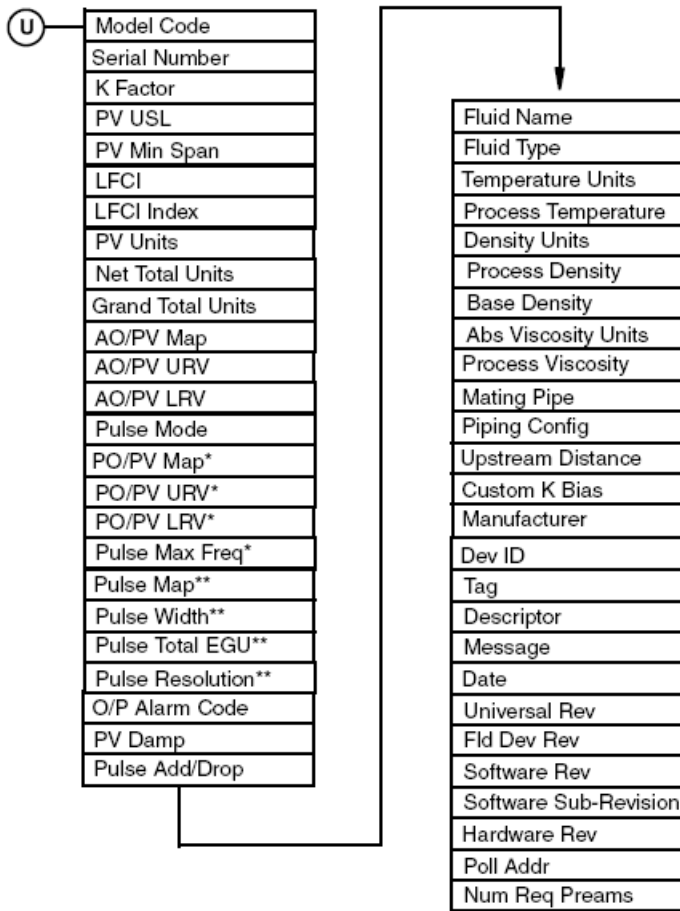 U
Model Code
Serial Number
K Factor
PV USL
PV Min Span
LFCI
LFCI Index
PV Units
Net Total Units
Grand Total Units
AO/PV Map
AO/PV URV
AO/PV LRV
Pulse Mode
PO/PV Map*
PO/PV URV*
PO/PV LRV*
Pulse Max Freq*
Pulse Map**
Pulse Width**
Pulse Total EGU**
Pulse Resolution**
O/P Alarm Code
PV Damp
Pulse Add/Drop
Fluid Name
Fluid Type
Temperature Units
Process Temperature
Density Units
Process Density
Base Density
Abs Viscosity Units
Process Viscosity
Mating Pipe
Piping Config
Upstream Distance
Custom K Bias
Manufacturer
Dev ID
Tag
Descriptor
Message
Date
Universal Rev
Fld Dev Rev
Software Rev
Software Sub-Revision
Hardware Rev
Poll Addr
Num Req Preams